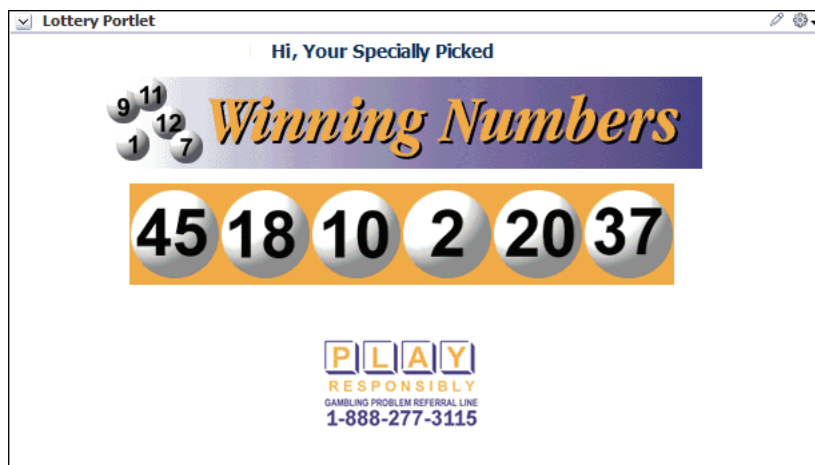 Lottery Portlet
Hi, Your Specially Picked
9 11 12 1 7
Winning Numbers
45 18 10 2 20 37
PLAY
RESPONSIBLY
GAMBLING PROBLEM REFERRAL LINE
1-888-277-3115